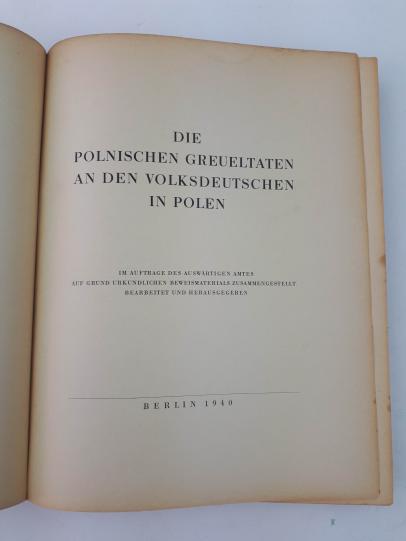 DIE
POLNISCHEN GREUELTATEN
AN DEN VOLKSDEUTSCHEN
IN POLEN
IM AUFTRAGE DES AUSWÄRTIGEN AMTES
AUF GRUND URKUNDLICHEN BEWEISMATERIALS ZUSAMMENGESTELLT
BEARBEITET UND HERAUSGEGEBEN
BERLIN 1940